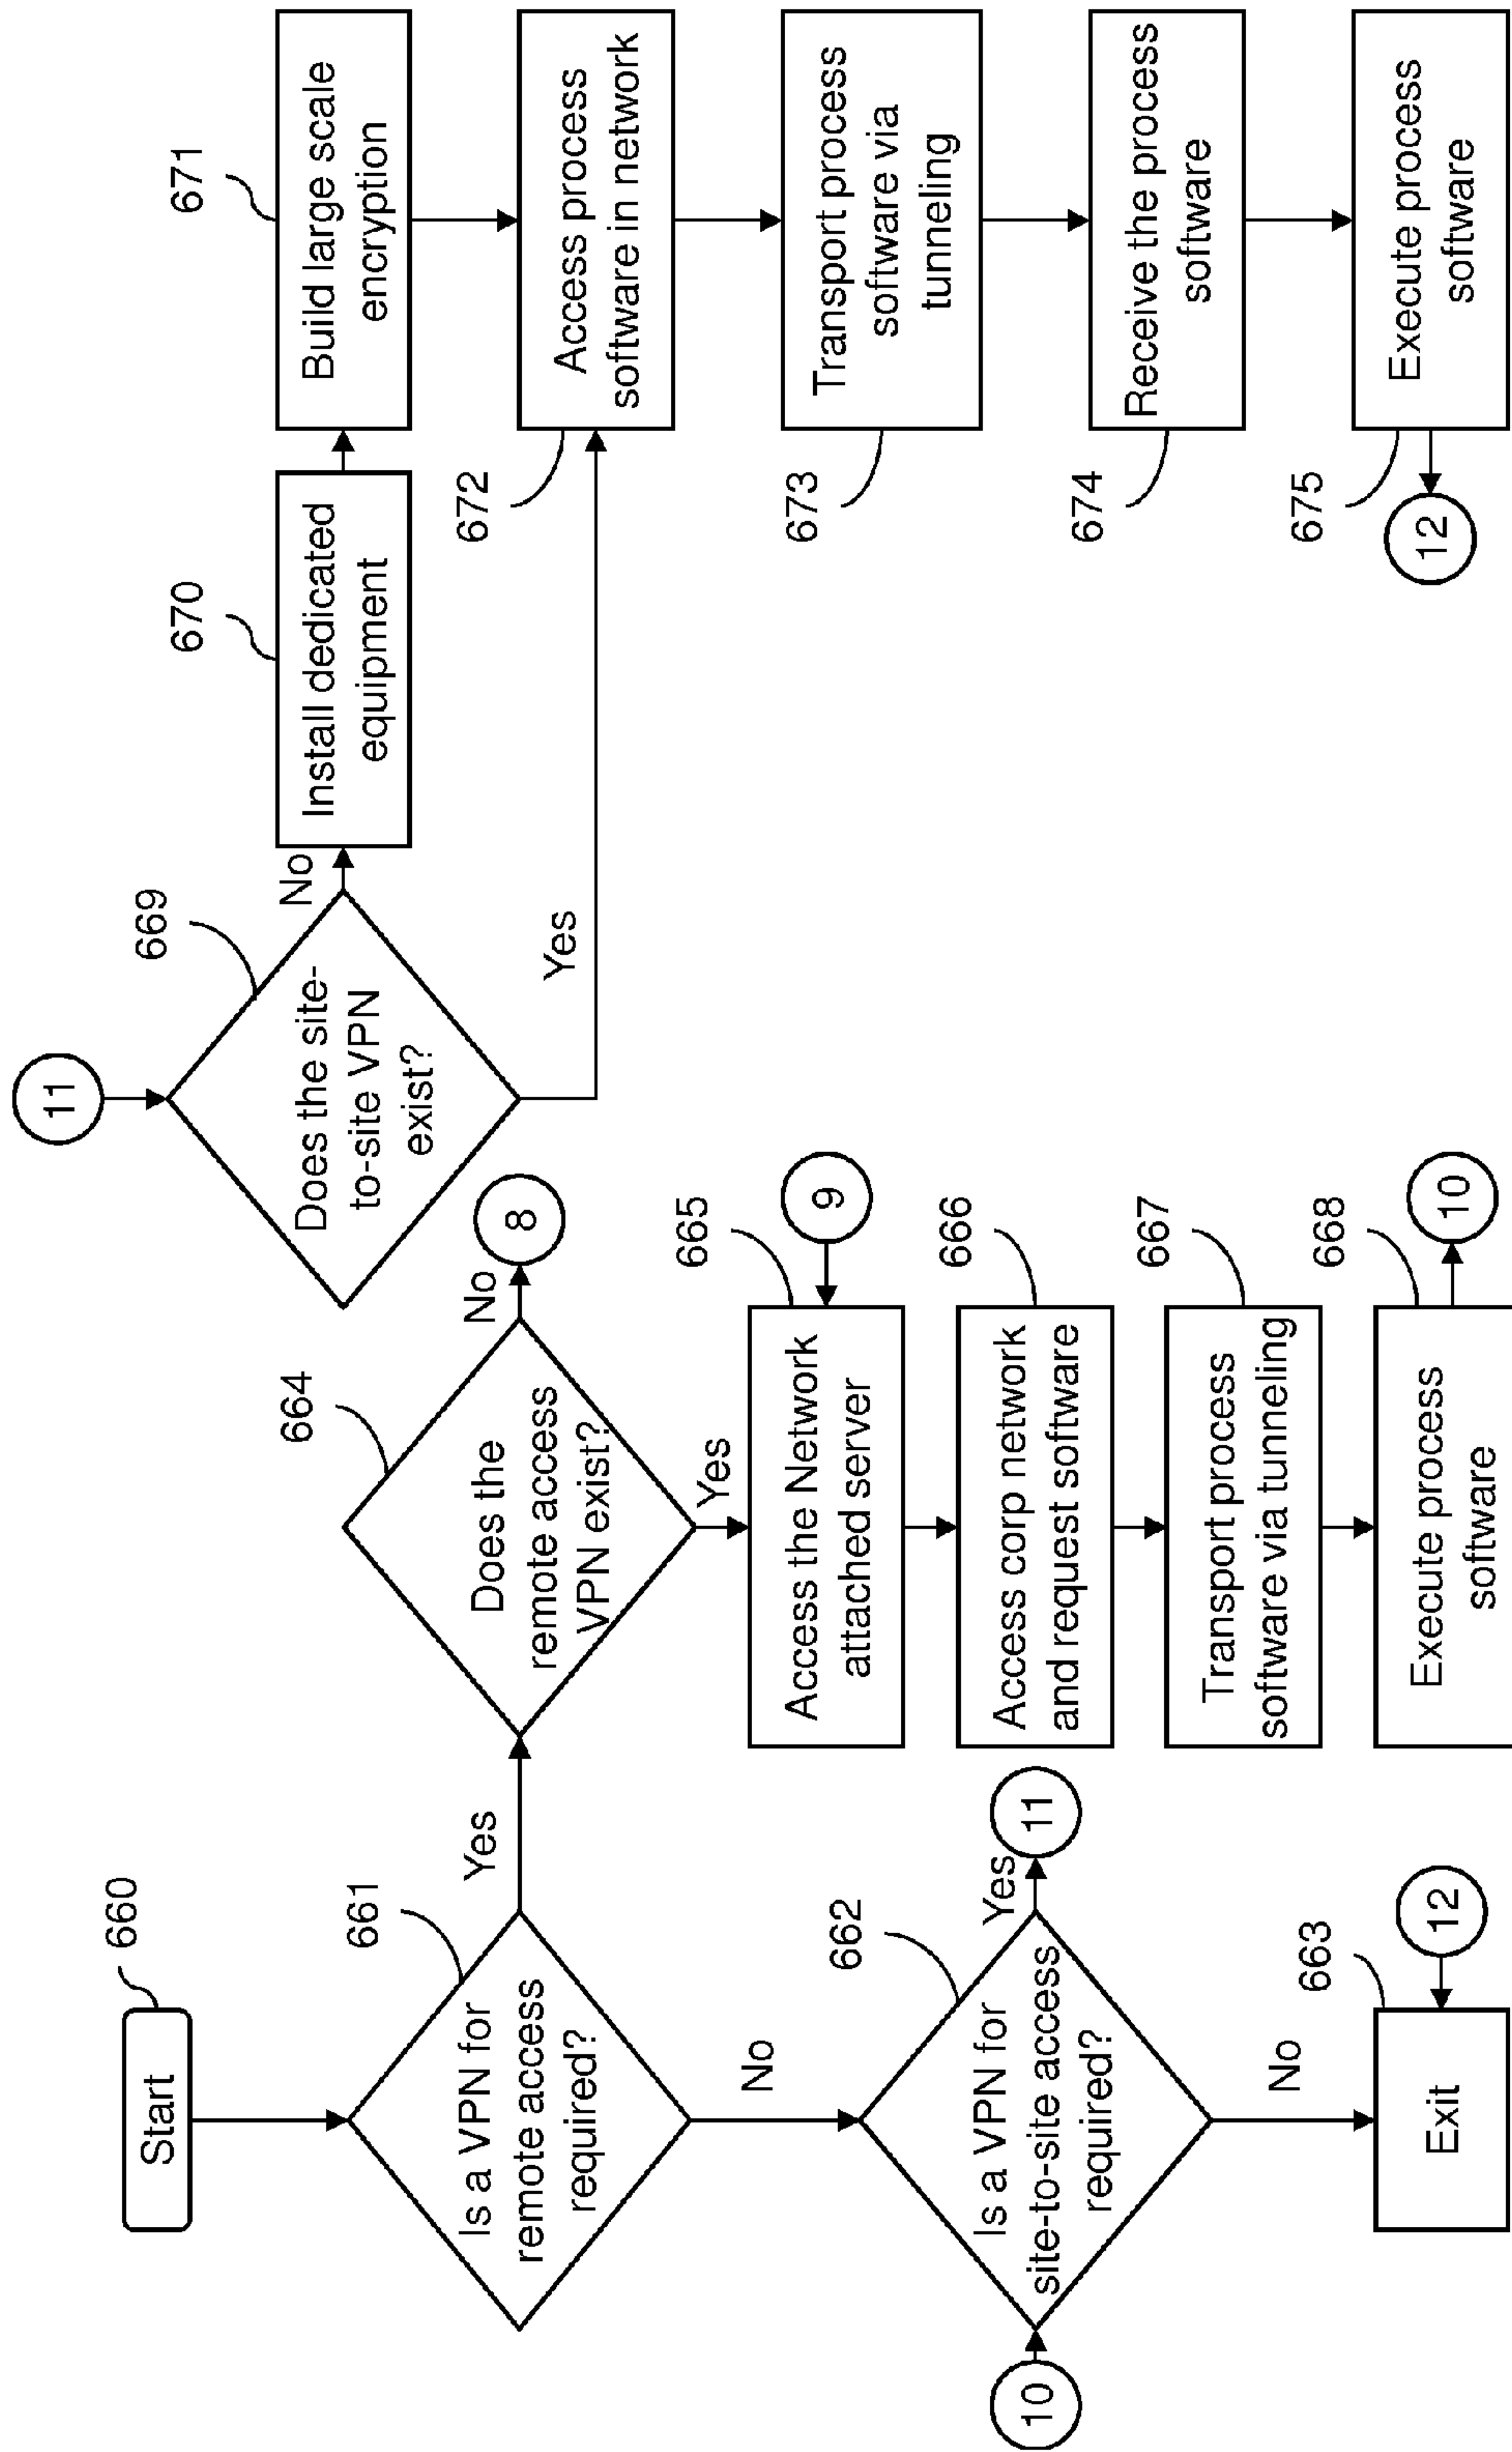 660
Start
661
Is a VPN for
remote access
required?
Yes
No
10
662
Is a VPN for
site-to-site access
required?
Yes
11
No
663
Exit
12
664
Does the
remote access
VPN exist?
No
8
Yes
665
Access the Network
attached server
9
666
Access corp network
and request software
667
Transport process
software via tunneling
668
Execute process
software
10
11
669
Does the site-
to-site VPN
exist?
No
Yes
670
Install dedicated
equipment
671
Build large scale
encryption
672
Access process
software in network
673
Transport process
software via
tunneling
674
Receive the process
software
675
Execute process
software
12